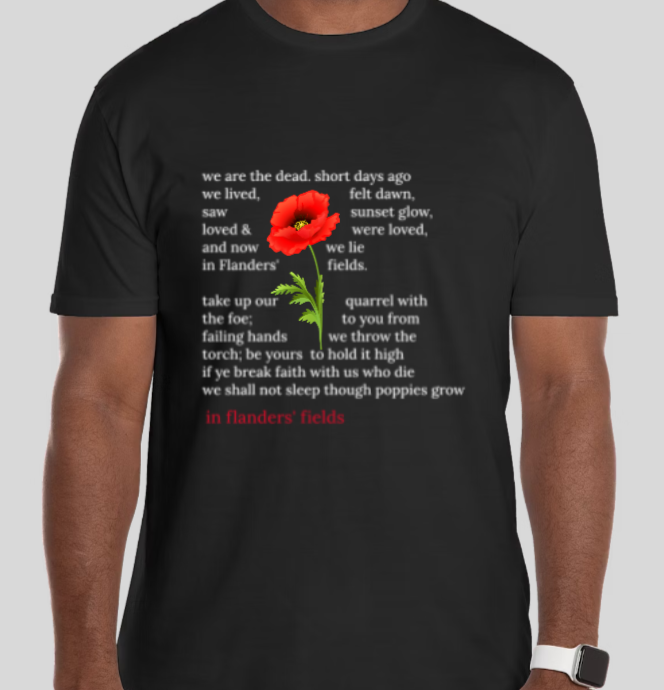 we are the dead. short days ago
we lived, felt dawn,
saw sunset glow,
loved & were loved,
and now we lie
in Flanders' fields.
take up our quarrel with
the foe; to you from
failing hands we throw the
torch; be yours to hold it high
if ye break faith with us who die
we shall not sleep though poppies grow
in flanders' fields